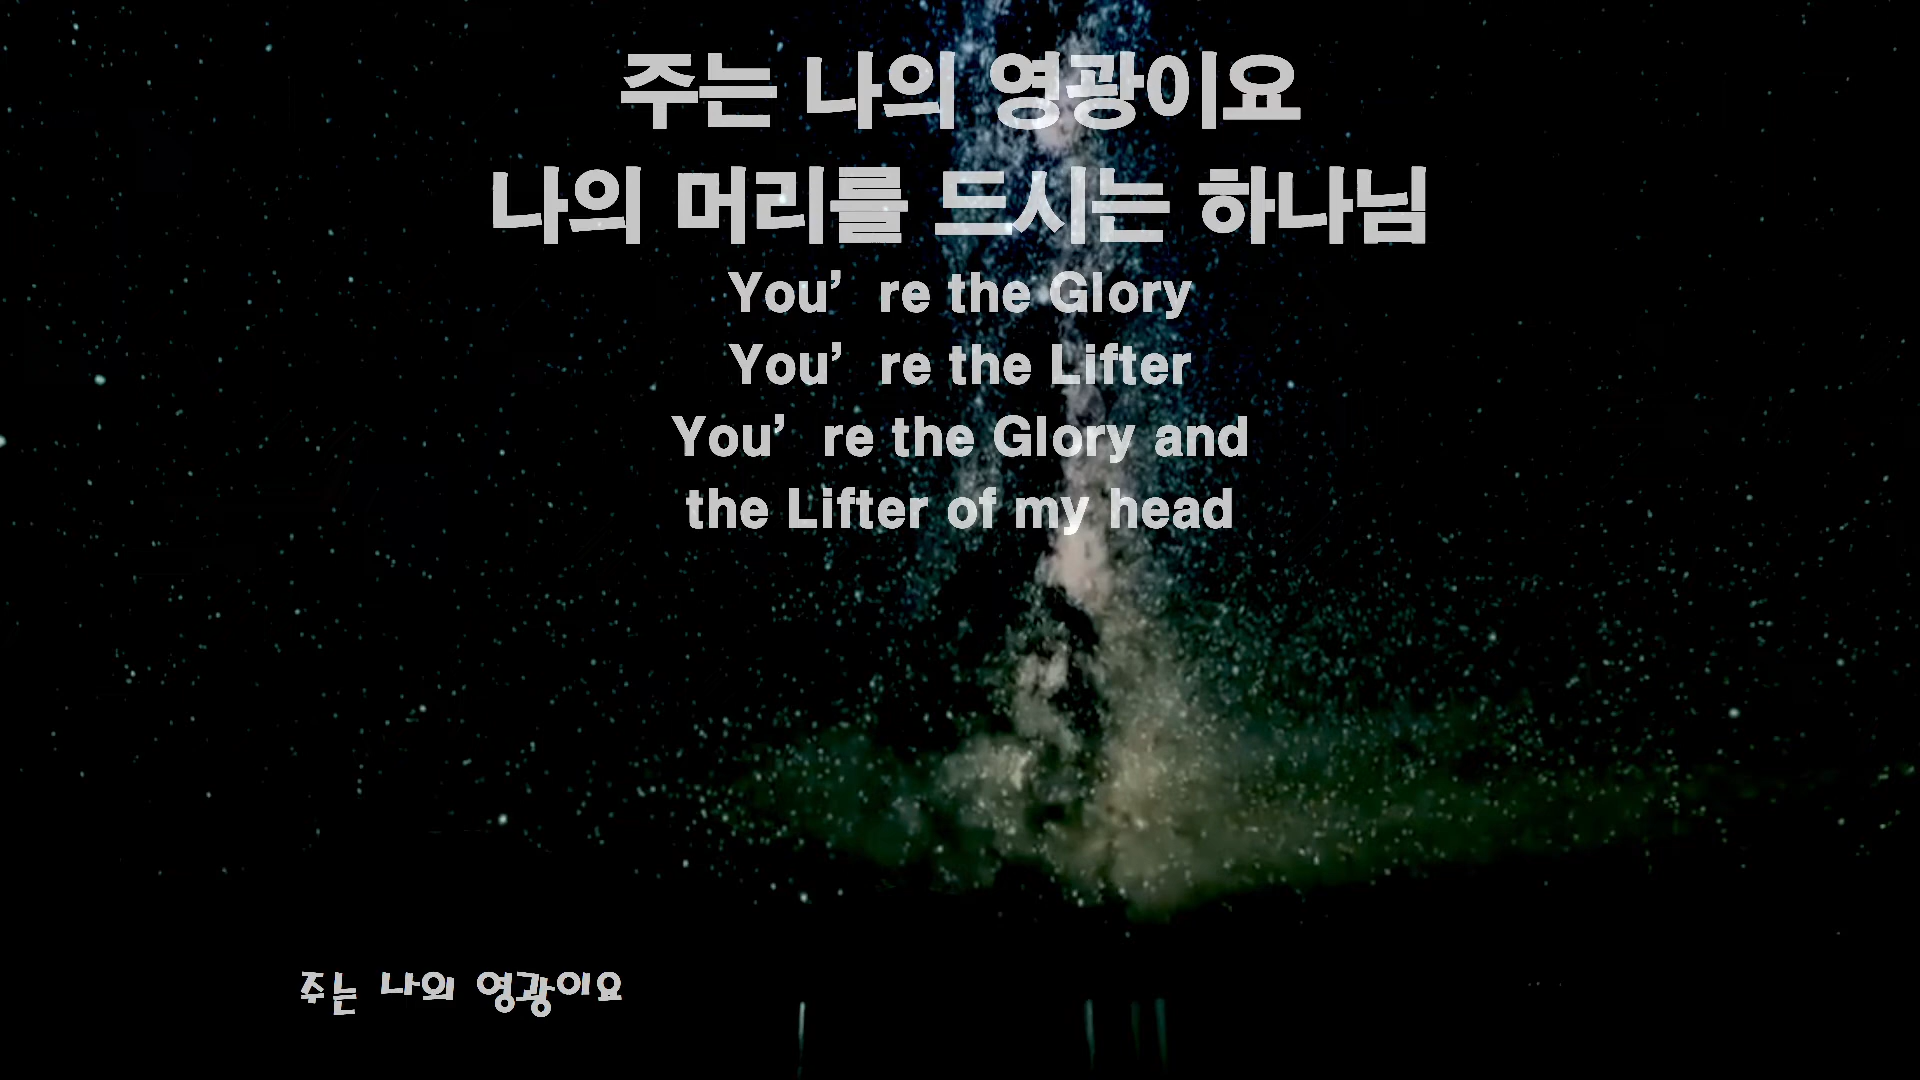 주는 나의 영광이요
나의 머리를 드시는 하나님
You’ re the Glory
You’ re the Lifter
You’ re the Glory and
the Lifter of my head
주는 나의 영광이요